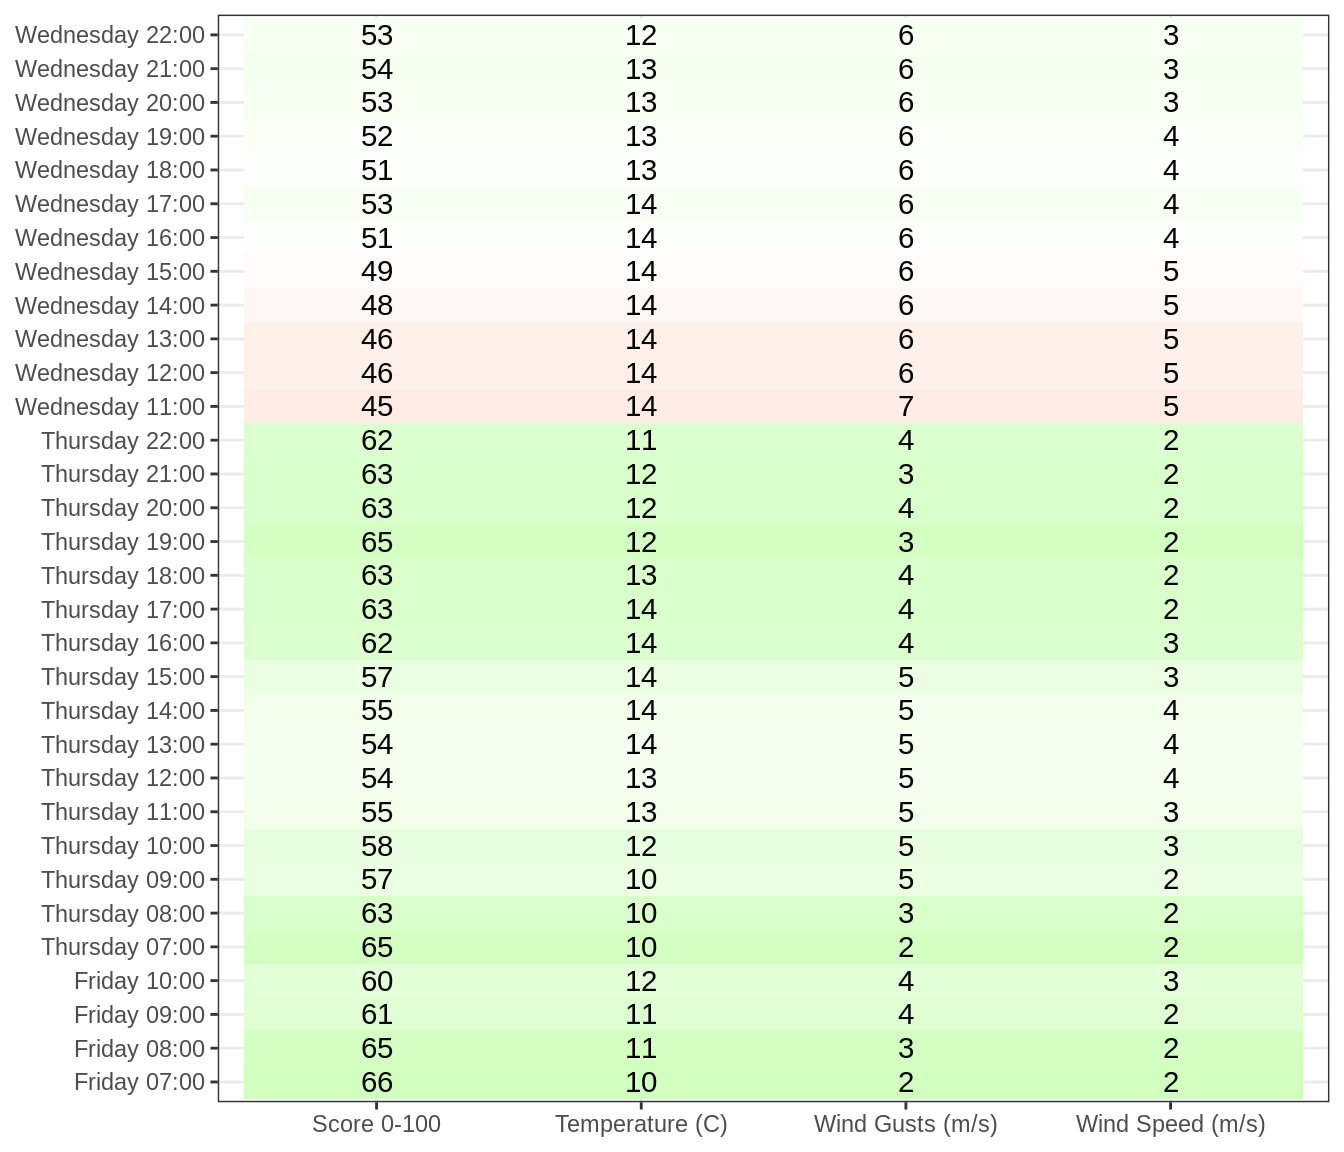 Wednesday 22:00 53 12 6 3
Wednesday 21:00 54 13 6 3
Wednesday 20:00 53 13 6 3
Wednesday 19:00 52 13 6 4
Wednesday 18:00 51 13 6 4
Wednesday 17:00 53 14 6 4
Wednesday 16:00 51 14 6 4
Wednesday 15:00 49 14 6 5
Wednesday 14:00 48 14 6 5
Wednesday 13:00 46 14 6 5
Wednesday 12:00 46 14 6 5
Wednesday 11:00 45 14 7 5
Thursday 22:00 62 11 4 2
Thursday 21:00 63 12 3 2
Thursday 20:00 63 12 4 2
Thursday 19:00 65 12 3 2
Thursday 18:00 63 13 4 2
Thursday 17:00 63 14 4 2
Thursday 16:00 62 14 4 3
Thursday 15:00 57 14 5 3
Thursday 14:00 55 14 5 4
Thursday 13:00 54 14 5 4
Thursday 12:00 54 13 5 4
Thursday 11:00 55 13 5 3
Thursday 10:00 58 12 5 3
Thursday 09:00 57 10 5 2
Thursday 08:00 63 10 3 2
Thursday 07:00 65 10 2 2
Friday 10:00 60 12 4 3
Friday 09:00 61 11 4 2
Friday 08:00 65 11 3 2
Friday 07:00 66 10 2 2
Score 0-100 Temperature (C) Wind Gusts (m/s) Wind Speed (m/s)